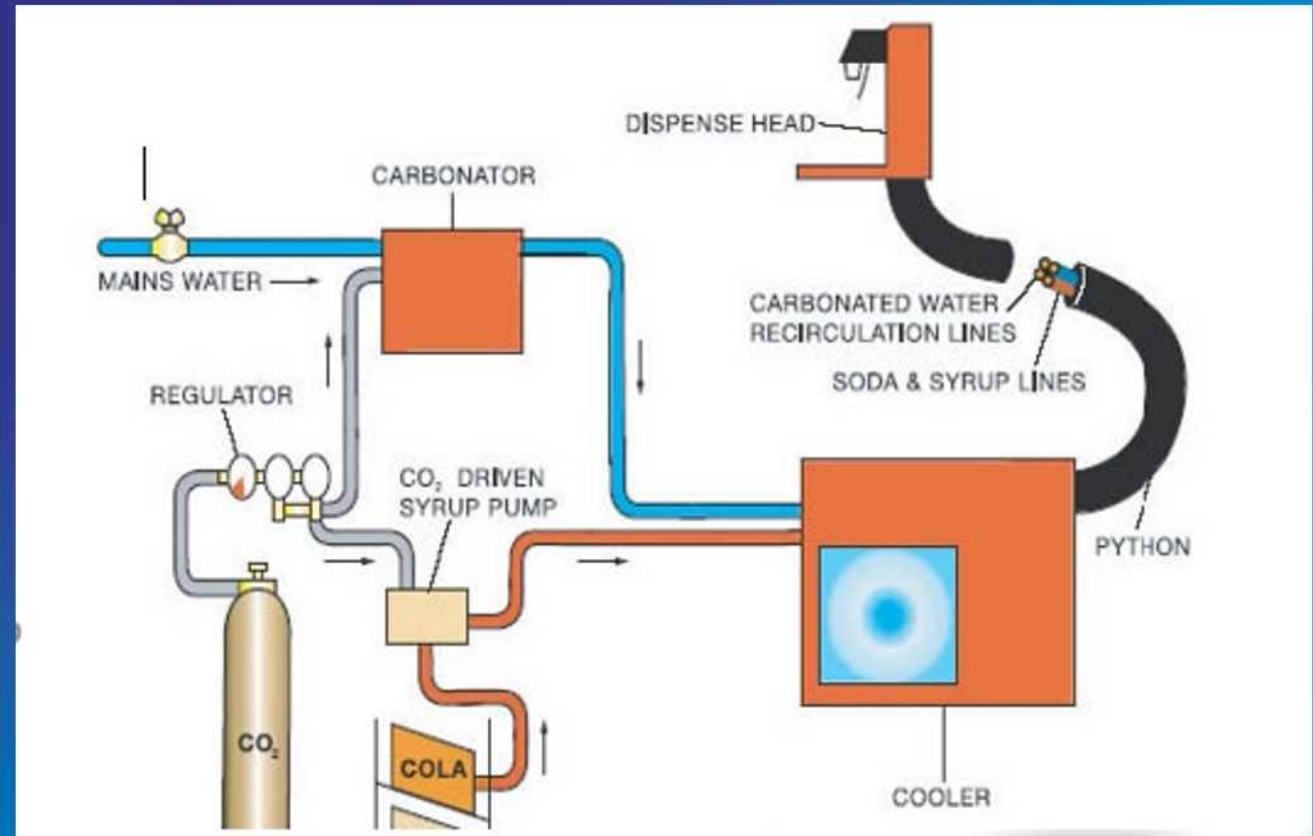 DISPENSE HEAD
CARBONATOR
MAINS WATER
CARBONATED WATER
RECIRCULATION LINES
SODA & SYRUP LINES
REGULATOR
CO₂ DRIVEN
SYRUP PUMP
PYTHON
CO₂
COLA
COOLER